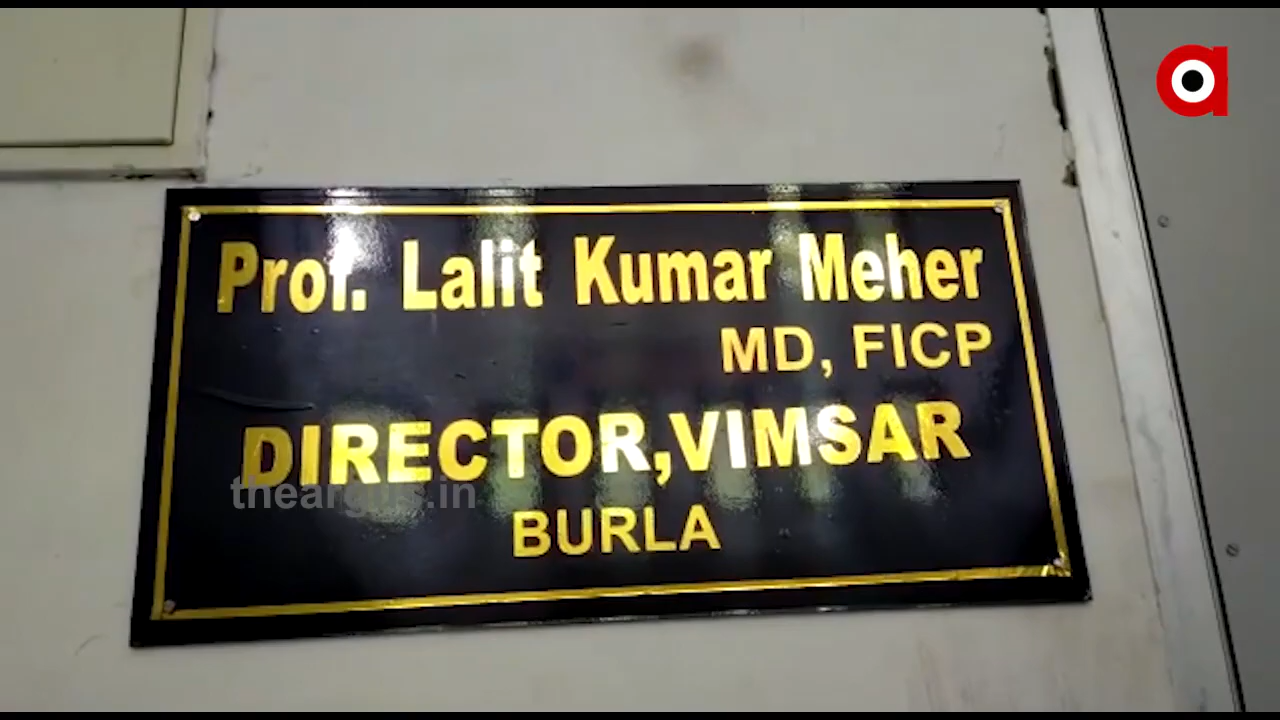 Prof. Lalit Kumar Meher
MD, FICP
DIRECTOR,VIMSAR
theargus.in
BURLA